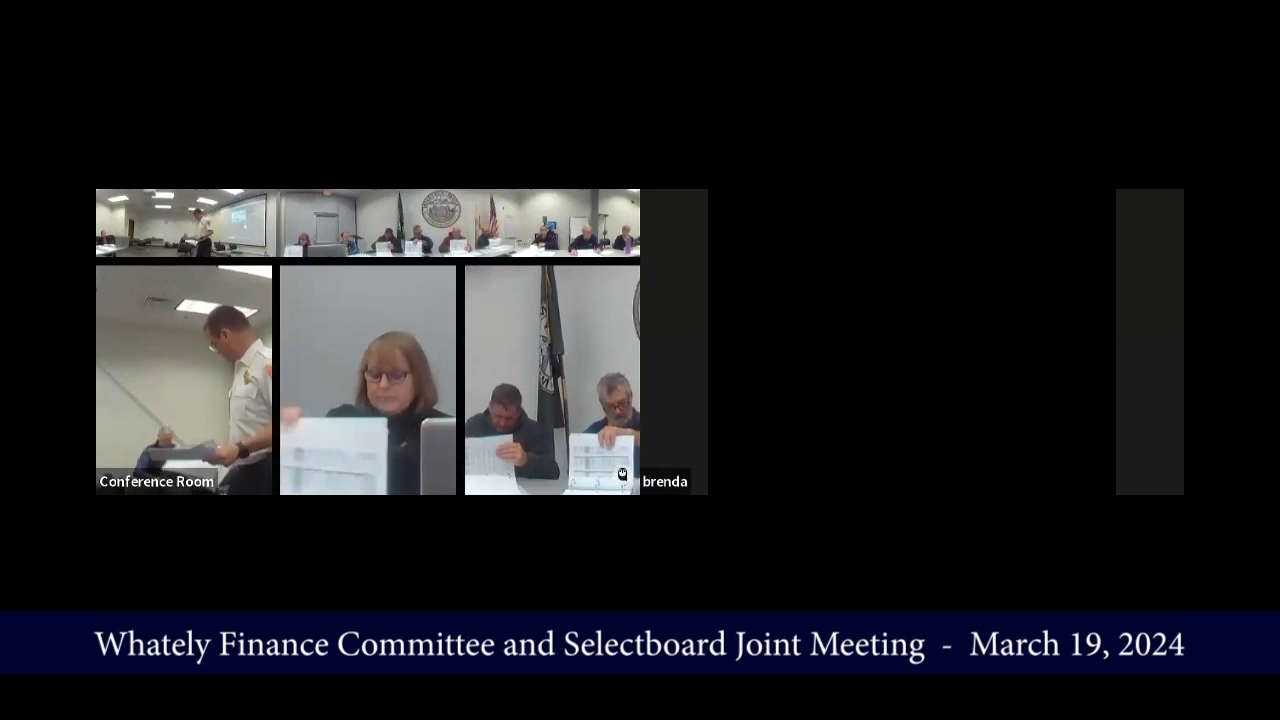 Conference Room
brenda
Whately Finance Committee and Selectboard Joint Meeting - March 19, 2024